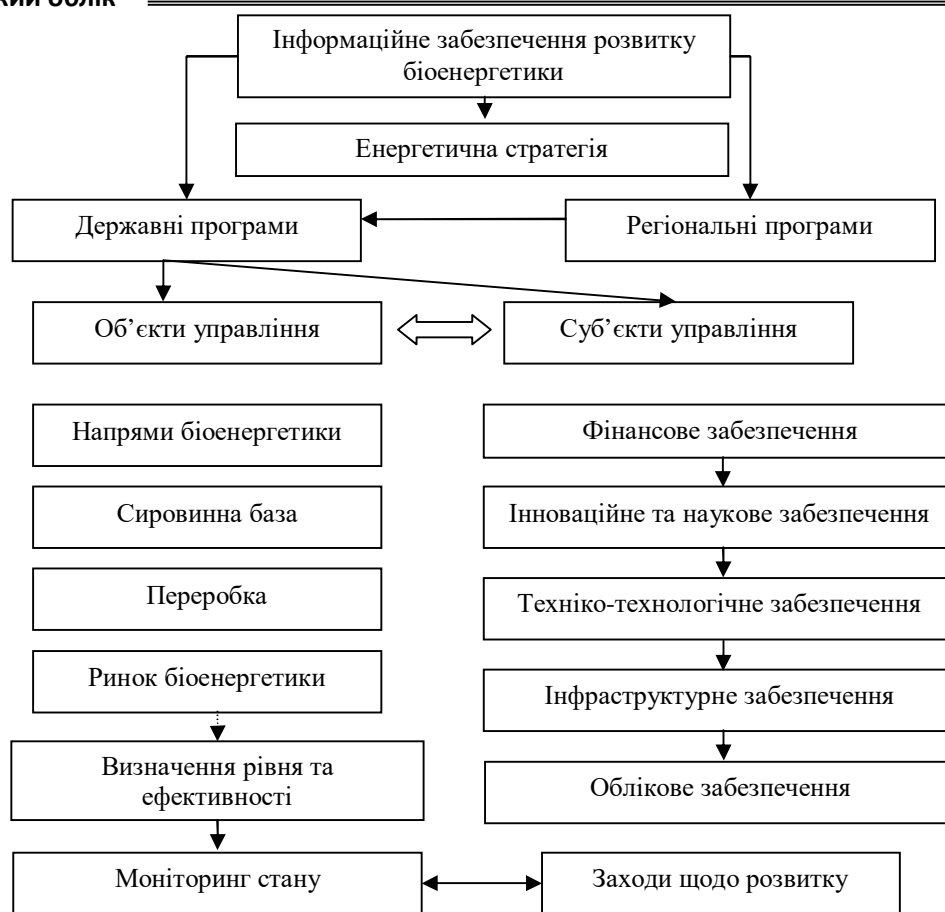 облік
Інформаційне забезпечення розвитку
біоенергетики
Енергетична стратегія
Державні програми
Регіональні програми
Об’єкти управління
Суб’єкти управління
Напрями біоенергетики
Фінансове забезпечення
Сировинна база
Інноваційне та наукове забезпечення
Переробка
Техніко-технологічне забезпечення
Ринок біоенергетики
Інфраструктурне забезпечення
Визначення рівня та
ефективності
Облікове забезпечення
Моніторинг стану
Заходи щодо розвитку